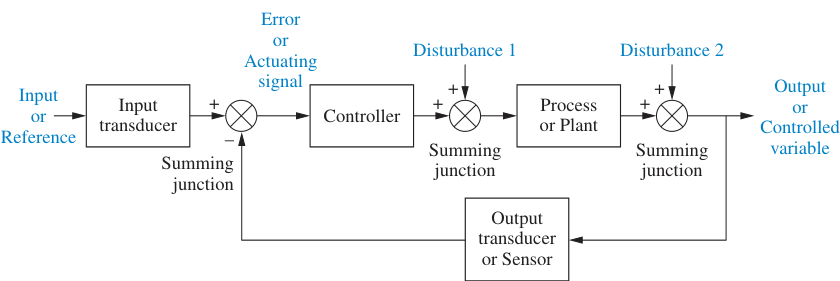 Error
or
Actuating
signal
Disturbance 1
Disturbance 2
Input
or
Reference
Input
transducer
+
−
Summing
junction
Controller
+
+
Summing
junction
Process
or Plant
+
+
Summing
junction
Output
or
Controlled
variable
Output
transducer
or Sensor